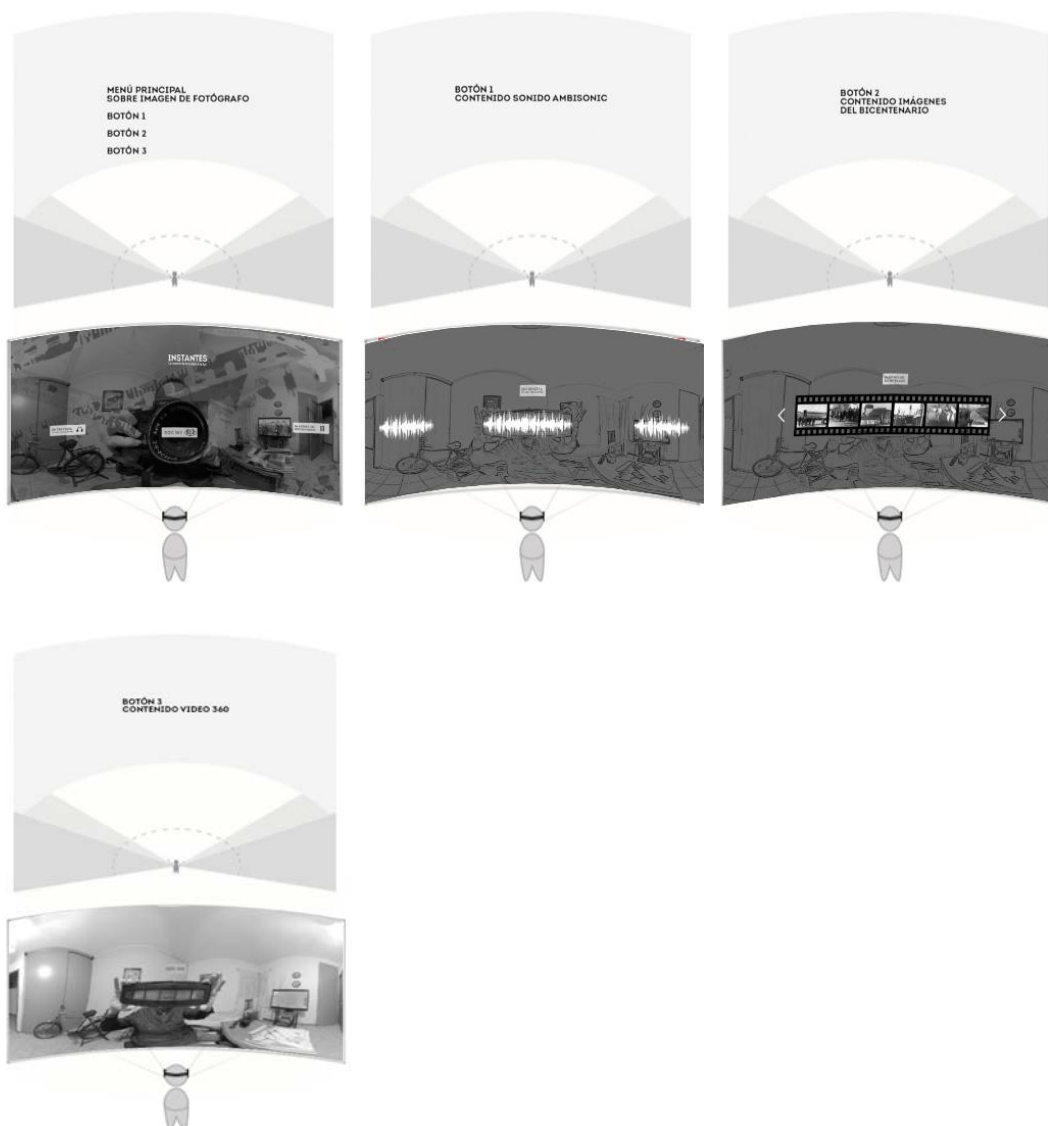 MENÚ PRINCIPAL
SOBRE IMAGEN DE FOTÓGRAFO
BOTÓN 1
BOTÓN 2
BOTÓN 3
BOTÓN 1
CONTENIDO SONIDO AMBISONIC
BOTÓN 2
CONTENIDO IMÁGENES
DEL BICENTENARIO
INSTANTES
BOTÓN 3
CONTENIDO VIDEO 360